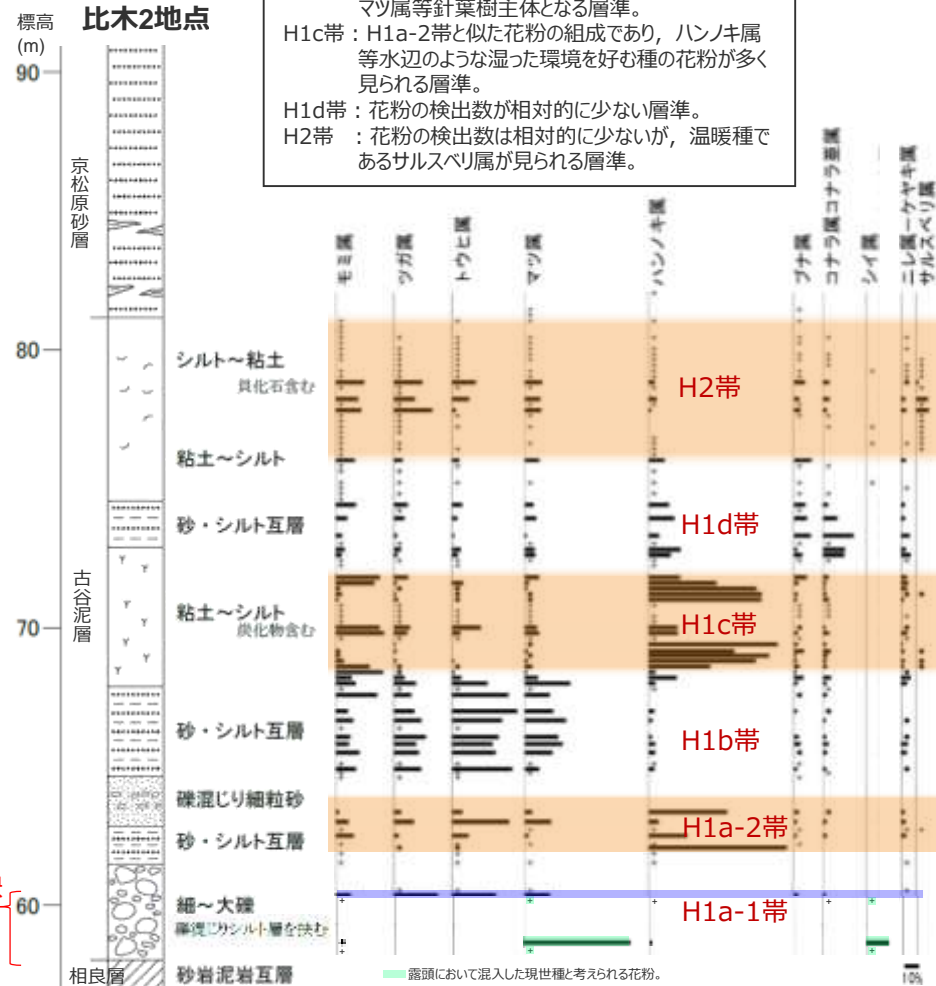 比木2地点
標高
(m)
マツ属等針葉樹主体となる層準。
H1c帯：H1a-2帯と似た花粉の組成であり，ハンノキ属
等水辺のような湿った環境を好む種の花粉が多く
見られる層準。
H1d帯：花粉の検出数が相対的に少ない層準。
H2帯　：花粉の検出数は相対的に少ないが，温暖種で
あるサルスベリ属が見られる層準。
モミ属
ツガ属
トウヒ属
マツ属
ハンノキ属
ブナ属
コナラ属コナラ亜属
シイ属
ニレ属ーケヤキ属
サルスベリ属
90
80
70
60
京松原砂層
古谷泥層
相良層
シルト～粘土
貝化石含む
粘土～シルト
砂・シルト互層
粘土～シルト
炭化物含む
砂・シルト互層
礫混じり細粒砂
砂・シルト互層
細～大礫
礫混じりシルト層を挟む
砂岩泥岩互層
H2帯
H1d帯
H1c帯
H1b帯
H1a-2帯
H1a-1帯
露頭において混入した現世種と考えられる花粉。
10%